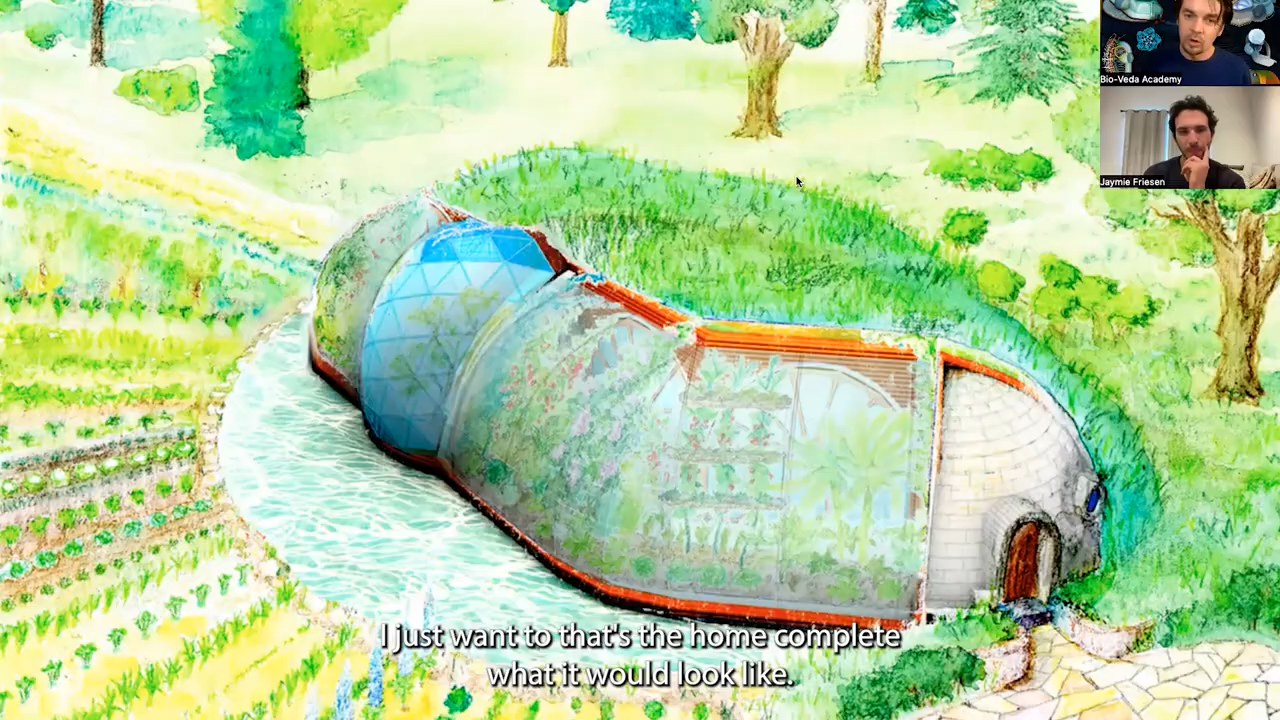 Bio-Veda Academy
Jaymie Friesen
I just want to that's the home complete
what it would look like.